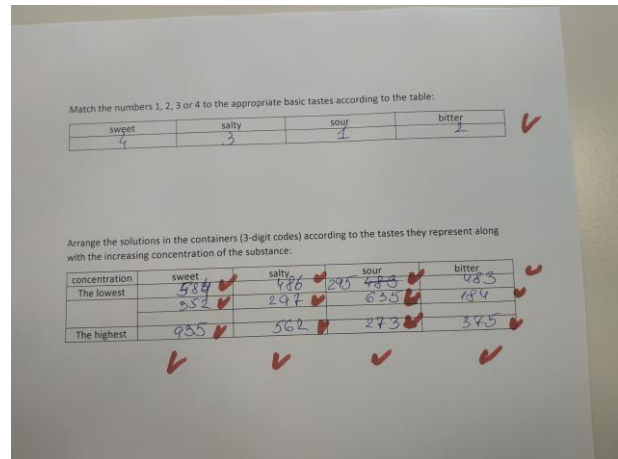 Match the numbers 1, 2, 3 or 4 to the appropriate basic tastes according to the table:
sweet salty sour bitter
4 3 1 2
Arrange the solutions in the containers (3-digit codes) according to the tastes they represent along
with the increasing concentration of the substance:
concentration sweet salty sour bitter
The lowest 584 486 295 483 483
352 297 635 184
The highest 935 562 273 345